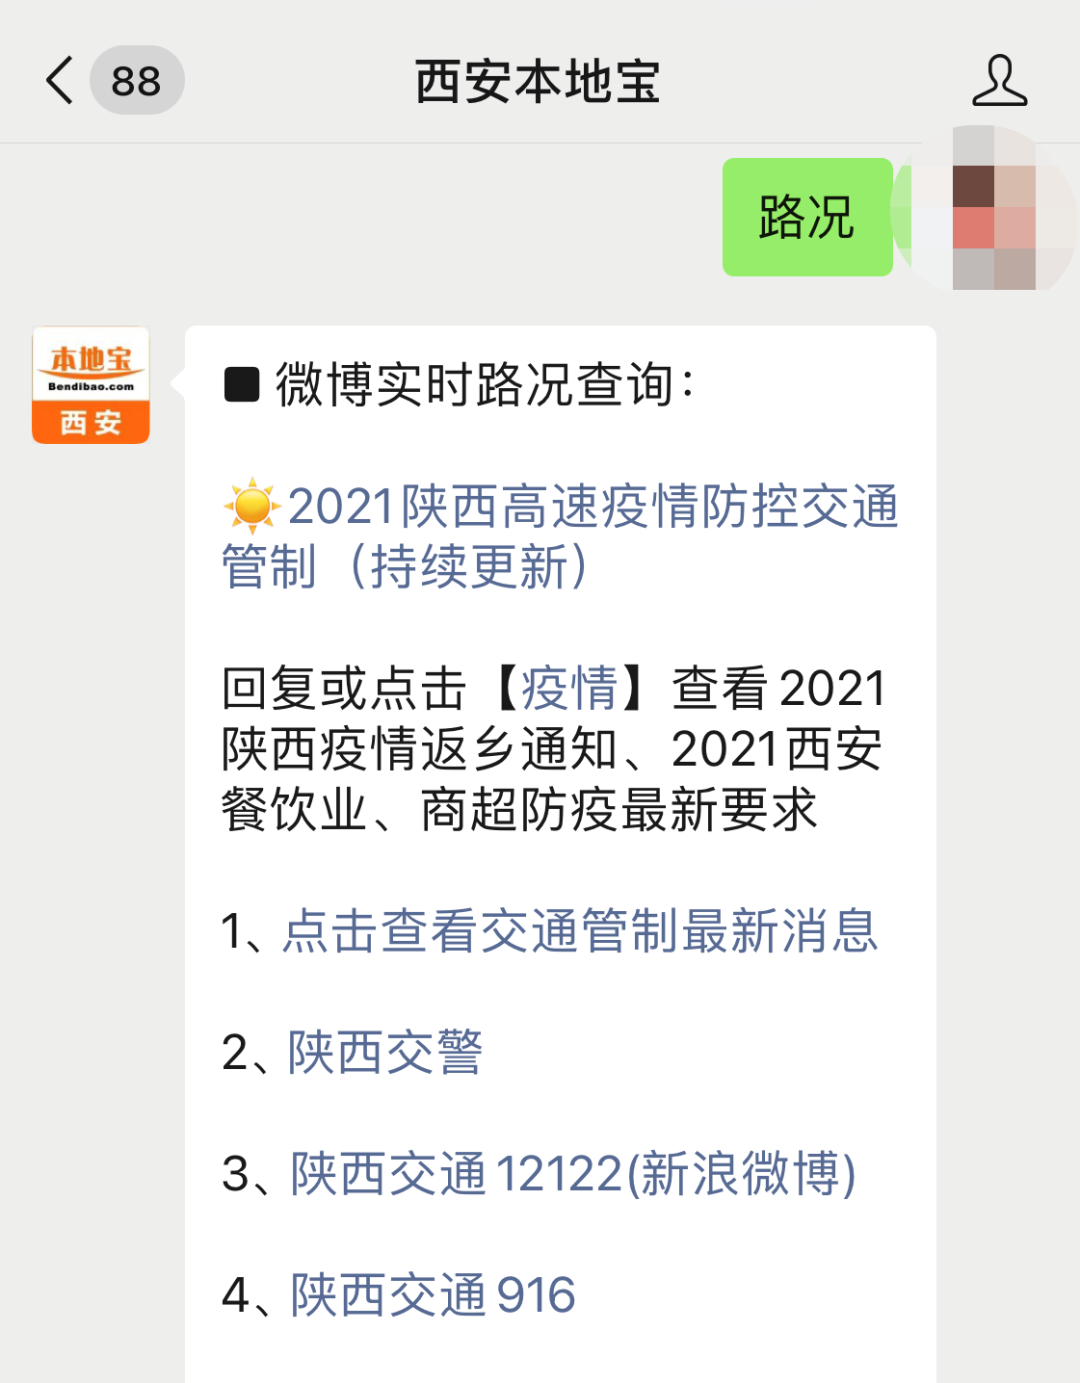 88
西安本地宝
路况
本地宝
Bendibao.com
西安
■ 微博实时路况查询：
☀️2021陕西高速疫情防控交通
管制（持续更新）
回复或点击【疫情】查看2021
陕西疫情返乡通知、2021西安
餐饮业、商超防疫最新要求
1、点击查看交通管制最新消息
2、陕西交警
3、陕西交通12122(新浪微博)
4、陕西交通916